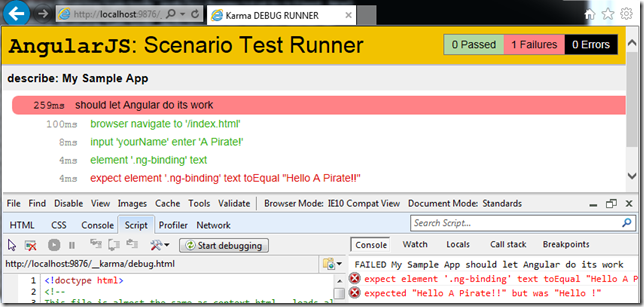 http://localhost:9876/
Karma DEBUG RUNNER
AngularJS: Scenario Test Runner
0 Passed 1 Failures 0 Errors
describe: My Sample App
259ms should let Angular do its work
100ms browser navigate to '/index.html'
8ms input 'yourName' enter 'A Pirate!'
4ms element '.ng-binding' text
4ms expect element '.ng-binding' text toEqual "Hello A Pirate!!"
File Find Disable View Images Cache Tools Validate Browser Mode: IE10 Compat View Document Mode: Standards
HTML CSS Console Script Profiler Network Search Script...
Start debugging
Console Watch Locals Call stack Breakpoints
http://localhost:9876/__karma/debug.html
1 <!doctype html>
2 <!--
This file is almost the same as context.html - loads al
FAILED My Sample App should let Angular do its work
expect element '.ng-binding' text toEqual "Hello A P
expected "Hello A Pirate!!" but was "Hello !"